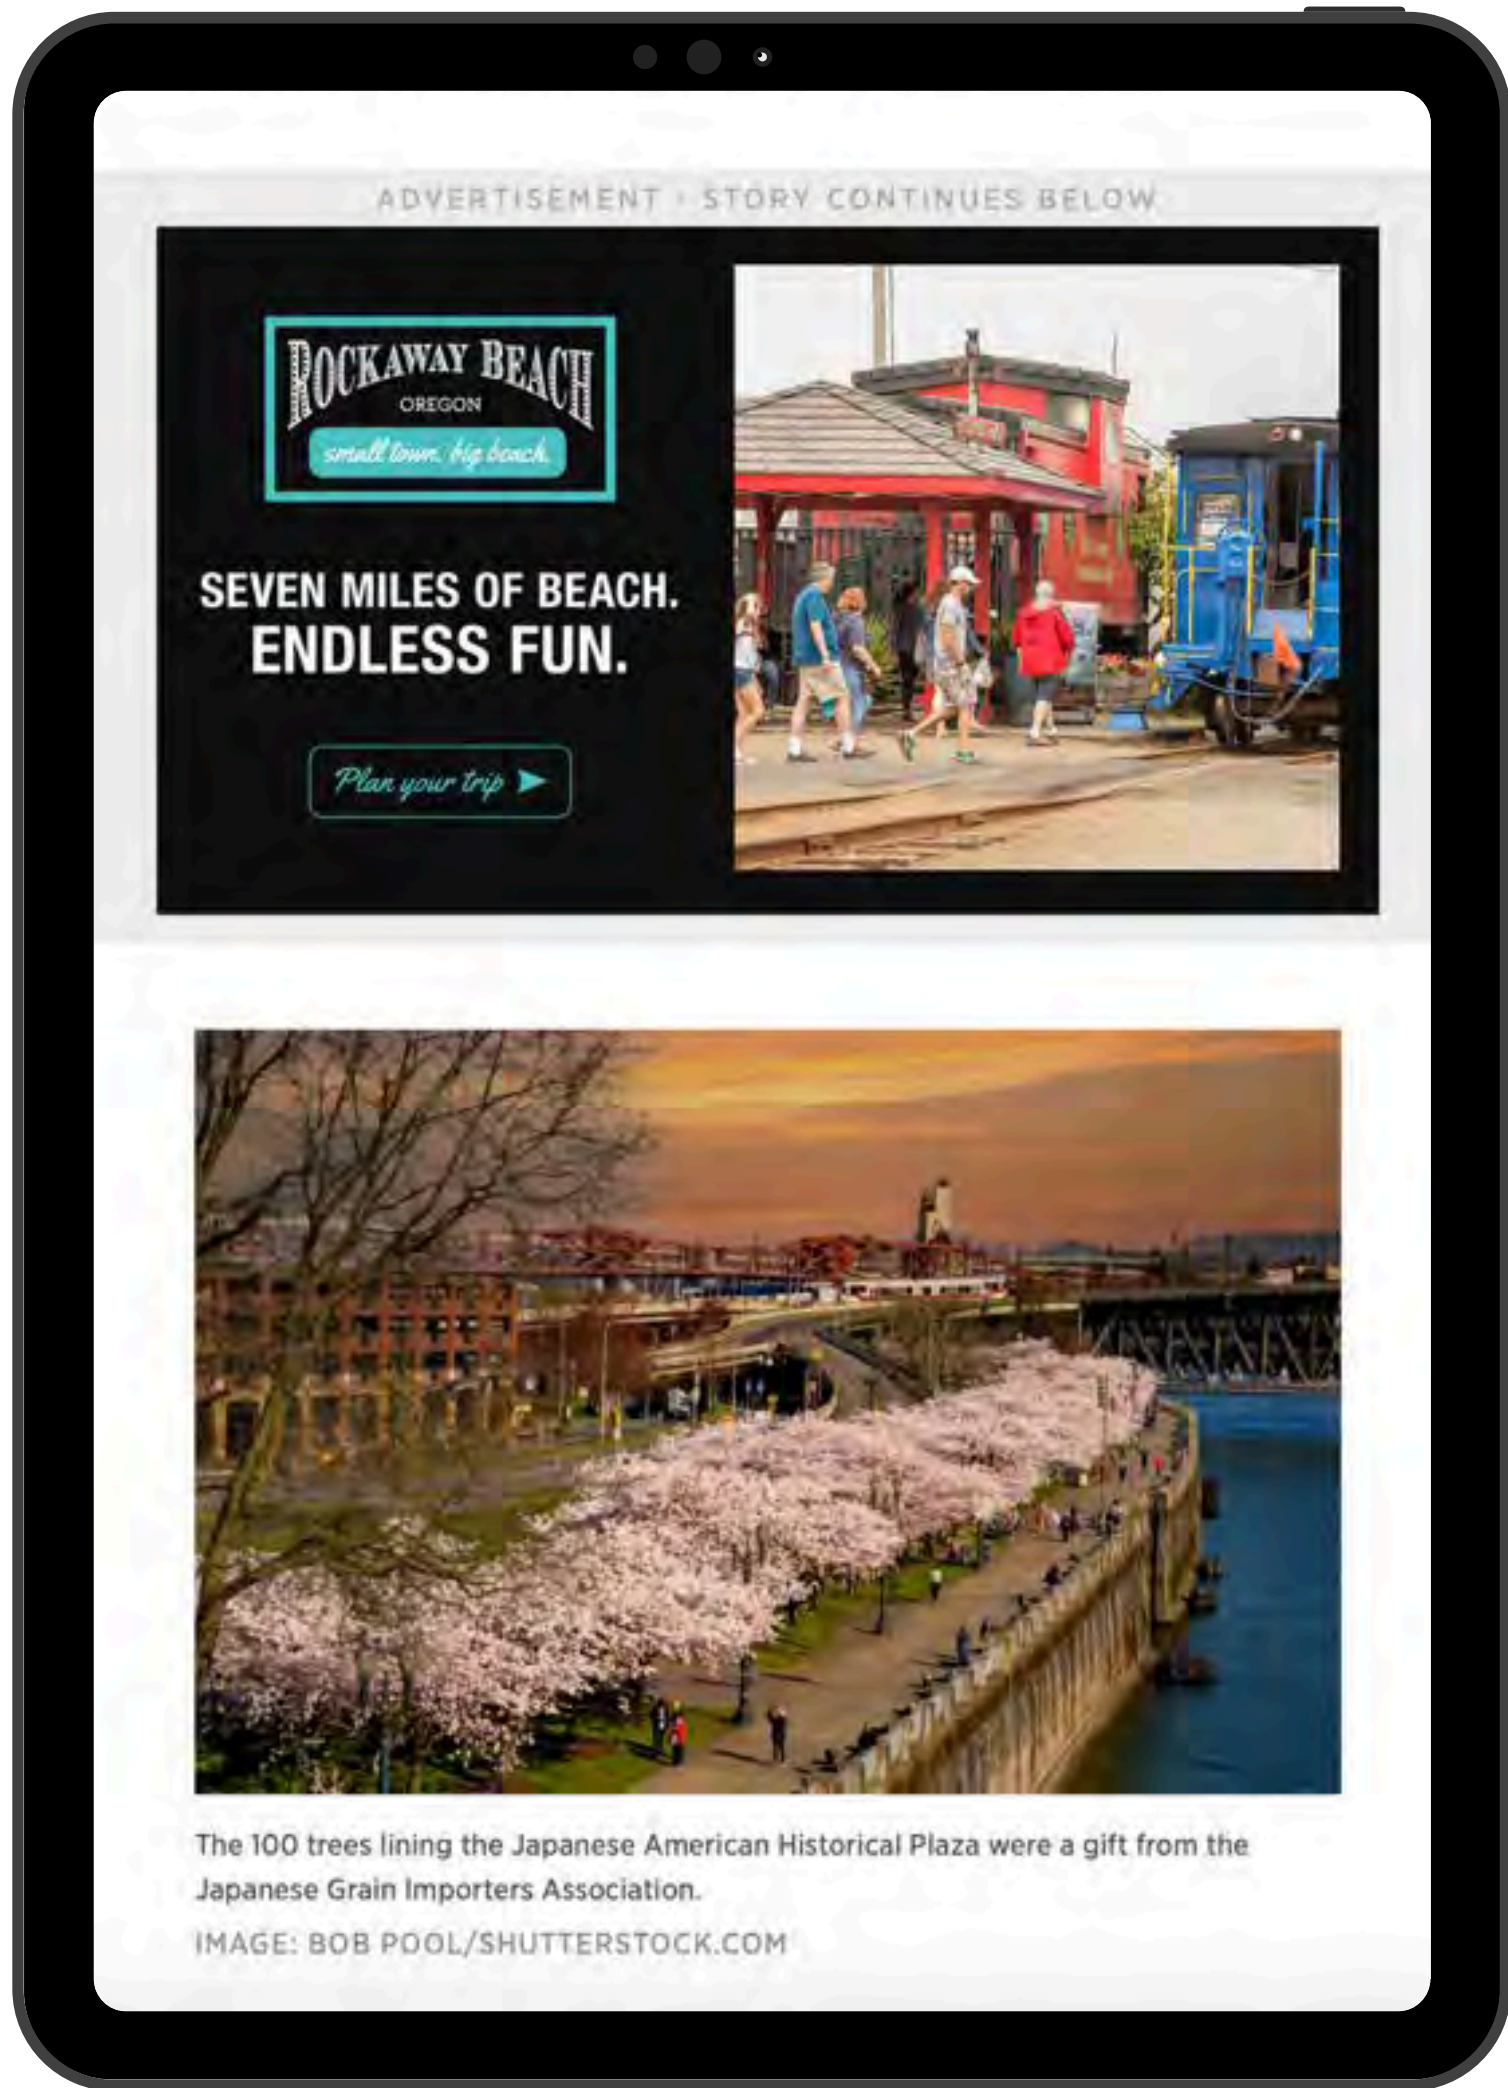 ADVERTISEMENT • STORY CONTINUES BELOW
ROCKAWAY BEACH
OREGON
small town. big beach.
SEVEN MILES OF BEACH.
ENDLESS FUN.
Plan your trip
The 100 trees lining the Japanese American Historical Plaza were a gift from the
Japanese Grain Importers Association.
IMAGE: BOB POOL/SHUTTERSTOCK.COM